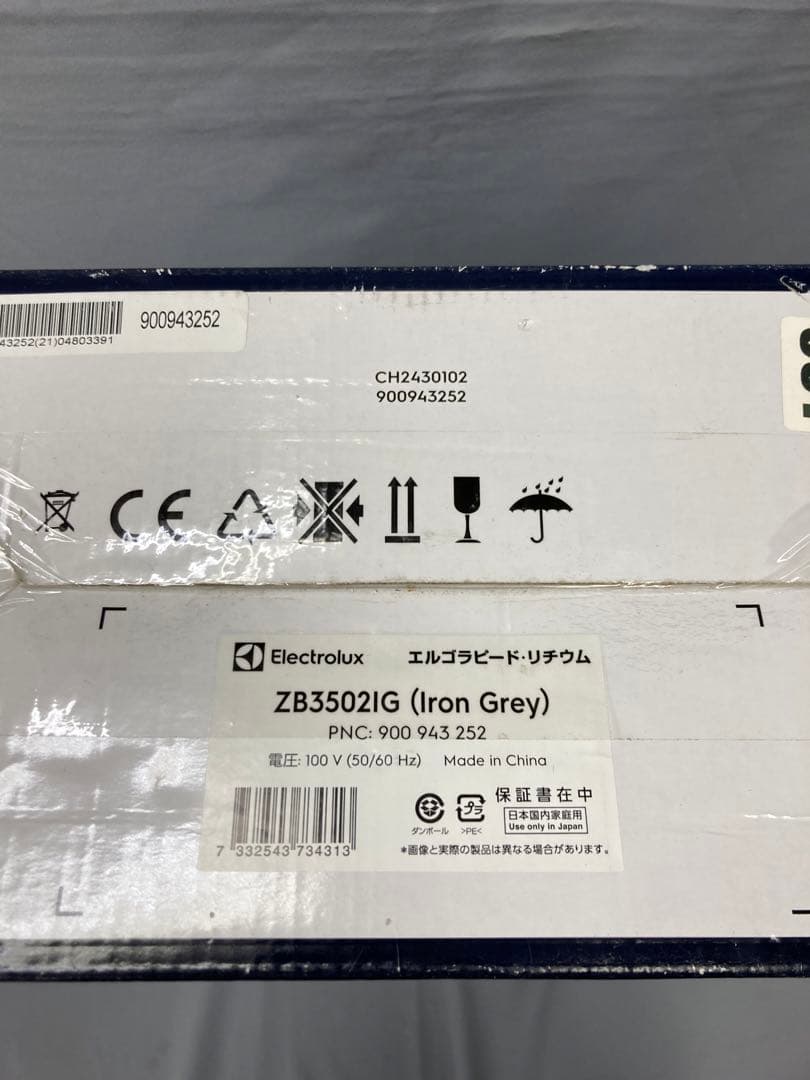 900943252
43252(21)04803391
CH2430102
900943252
CE
Electrolux エルゴラピード・リチウム
ZB3502IG (Iron Grey)
PNC: 900 943 252
電圧: 100 V (50/60 Hz) Made in China
7 332543 734313
ダンボール
プラ
>PE<
保証書在中
日本国内家庭用
Use only in Japan
*画像と実際の製品は異なる場合があります。